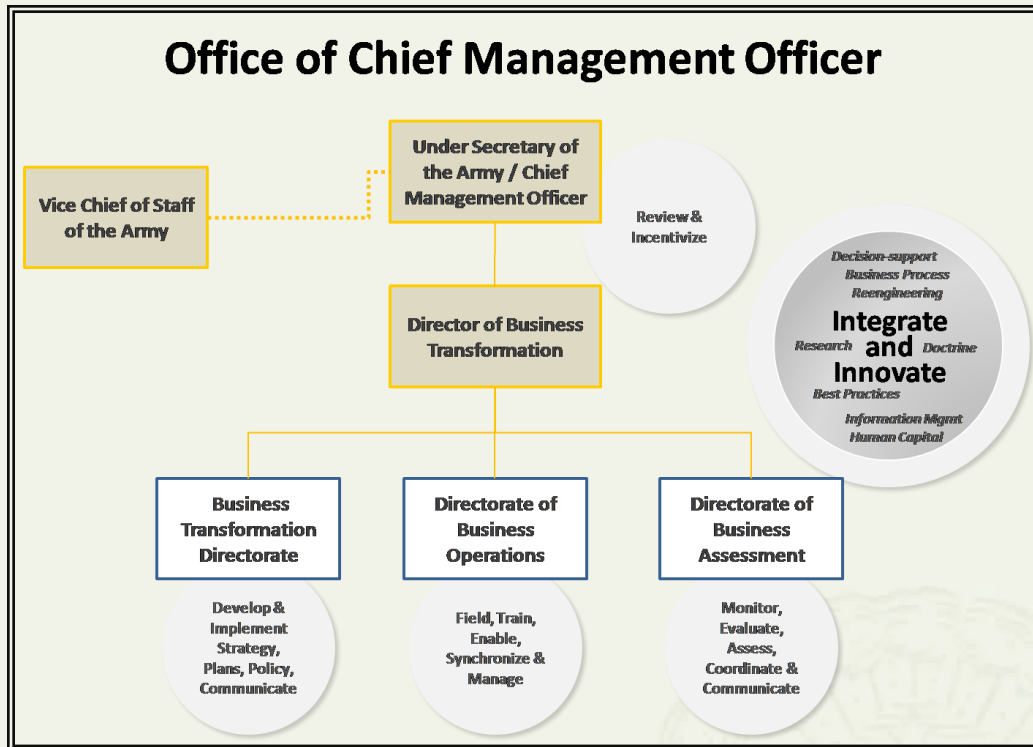 Office of Chief Management Officer
Under Secretary of
the Army / Chief
Management Officer
Vice Chief of Staff
of the Army
Review &
Incentivize
Decision-support
Business Process
Reengineering
Integrate
Research and Doctrine
Innovate
Best Practices
Information Mgmt
Human Capital
Director of Business
Transformation
Business
Transformation
Directorate
Develop &
Implement
Strategy,
Plans, Policy,
Communicate
Directorate of
Business
Operations
Field, Train,
Enable,
Synchronize &
Manage
Directorate of
Business
Assessment
Monitor,
Evaluate,
Assess,
Coordinate &
Communicate